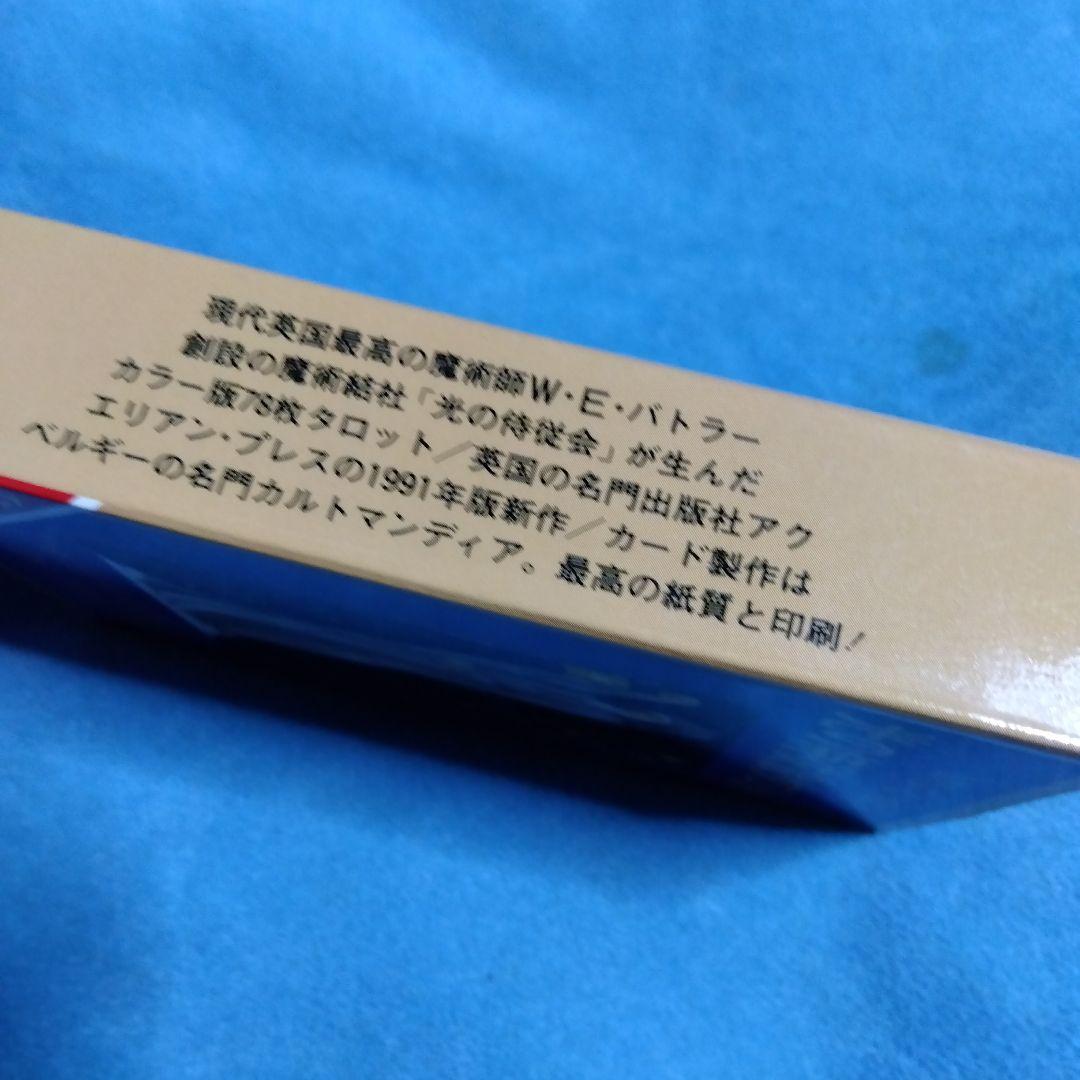 現代英国最高の魔術師W・E・バトラー
創設の魔術結社「光の侍従会」が生んだ
カラー版78枚タロット／英国の名門出版社アク
エリアン・プレスの1991年版新作／カード製作は
ベルギーの名門カルトマンディア。最高の紙質と印刷！